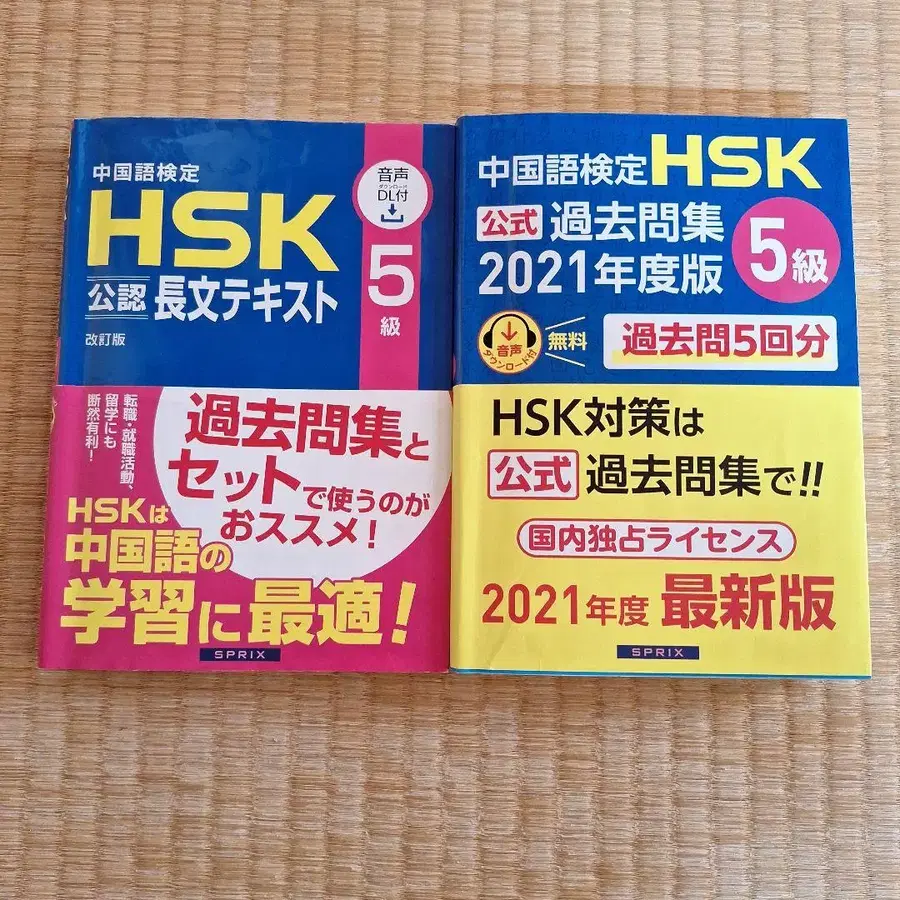 中国語検定
HSK
公認 長文テキスト
改訂版
音声
ダウンロード
DL付
5
級
転職・就職活動、
留学にも
断然有利!
過去問集と
セットで使うのが
おススメ!
HSKは
中国語の
学習に最適!
SPRIX
中国語検定HSK
公式 過去問集
2021年度版
5級
音声
ダウンロード付
無料
過去問5回分
HSK対策は
公式 過去問集で!!
国内独占ライセンス
2021年度 最新版
SPRIX